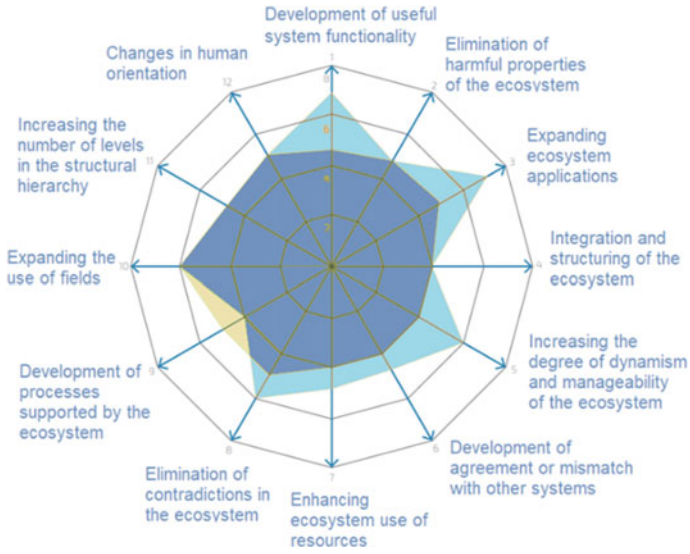 Development of useful
system functionality
1
Changes in human
orientation
12
Elimination of
harmful properties
of the ecosystem
2
Increasing the
number of levels
in the structural
hierarchy
11
Expanding
ecosystem
applications
3
Expanding the
use of fields
10
Integration and
structuring of the
ecosystem
4
Development of
processes
supported by the
ecosystem
9
Increasing the
degree of dynamism
and manageability
of the ecosystem
5
Elimination of
contradictions in
the ecosystem
8
Enhancing
ecosystem use of
resources
7
Development of
agreement or mismatch
with other systems
6